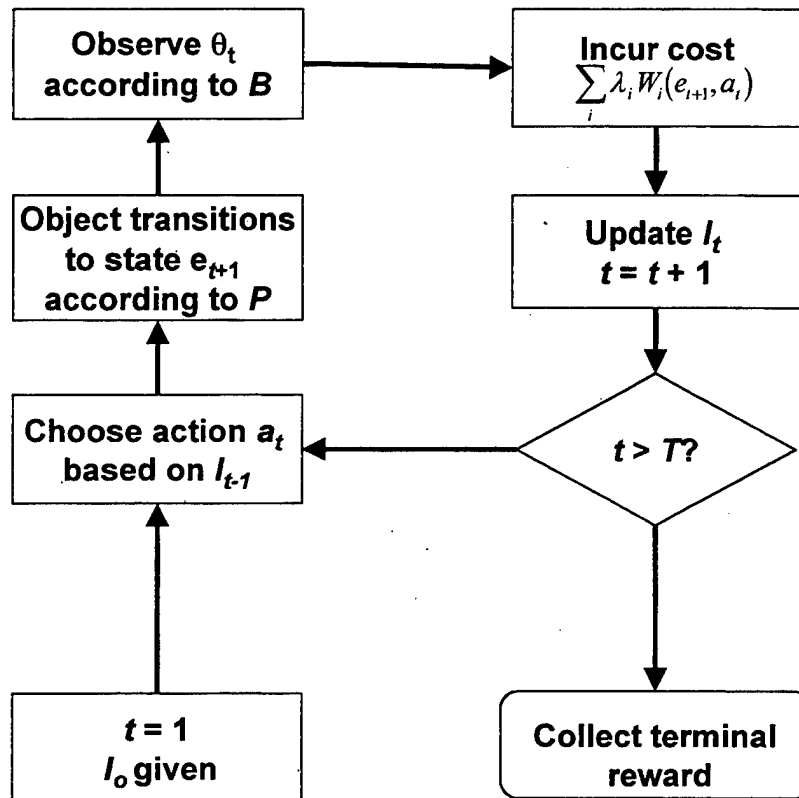 Observe θt
according to B
Incur cost
∑i λi Wi(et+1, at)
Object transitions
to state et+1
according to P
Update It
t = t + 1
Choose action at
based on It-1
t > T?
t = 1
Io given
Collect terminal
reward